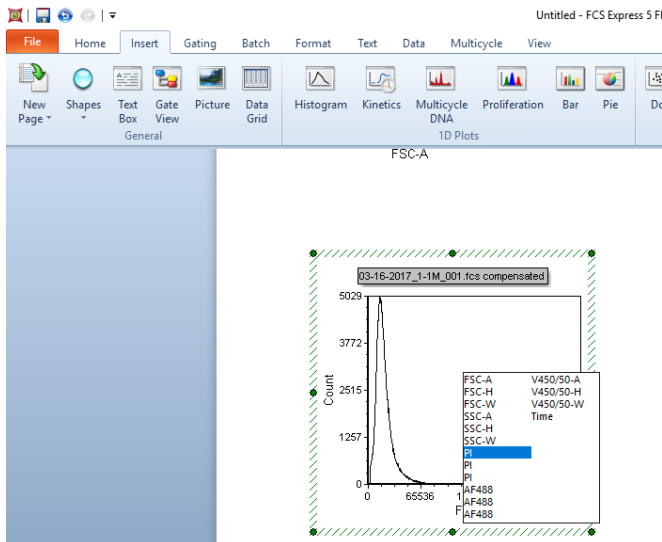 Untitled - FCS Express 5 Fl
File Home Insert Gating Batch Format Text Data Multicycle View
New Page
Shapes
Text Box
Gate View
Picture
Data Grid
Histogram
Kinetics
Multicycle DNA
Proliferation
Bar
Pie
Do
General
1D Plots
FSC-A
03-16-2017_1-1M_001.fcs compensated
5029
3772
2515
1257
0
Count
0 65536 1
F
FSC-A
FSC-H
FSC-W
SSC-A
SSC-H
SSC-W
PI
PI
PI
AF488
AF488
AF488
V450/50-A
V450/50-H
V450/50-W
Time